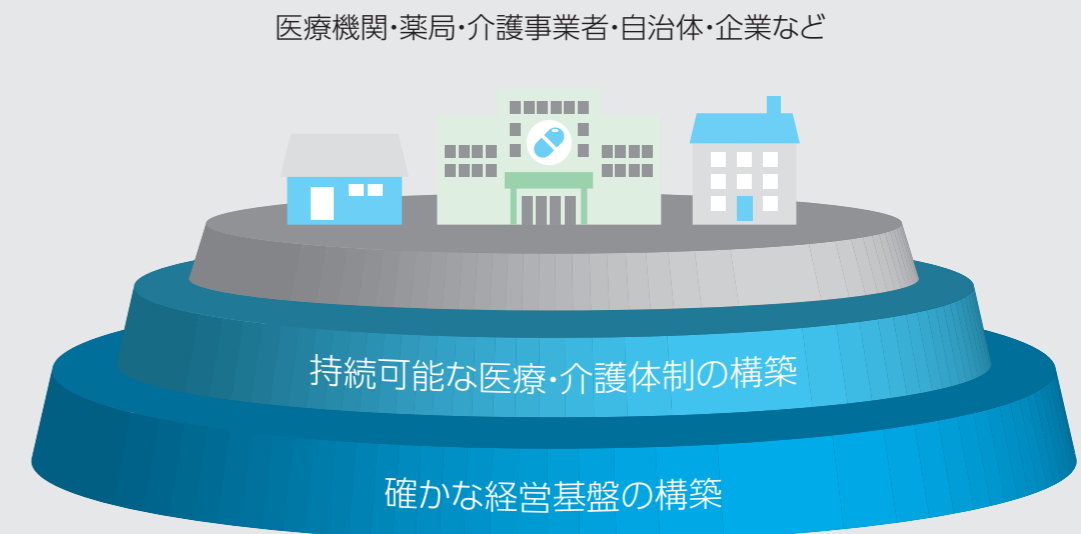 医療機関・薬局・介護事業者・自治体・企業など
持続可能な医療・介護体制の構築
確かな経営基盤の構築